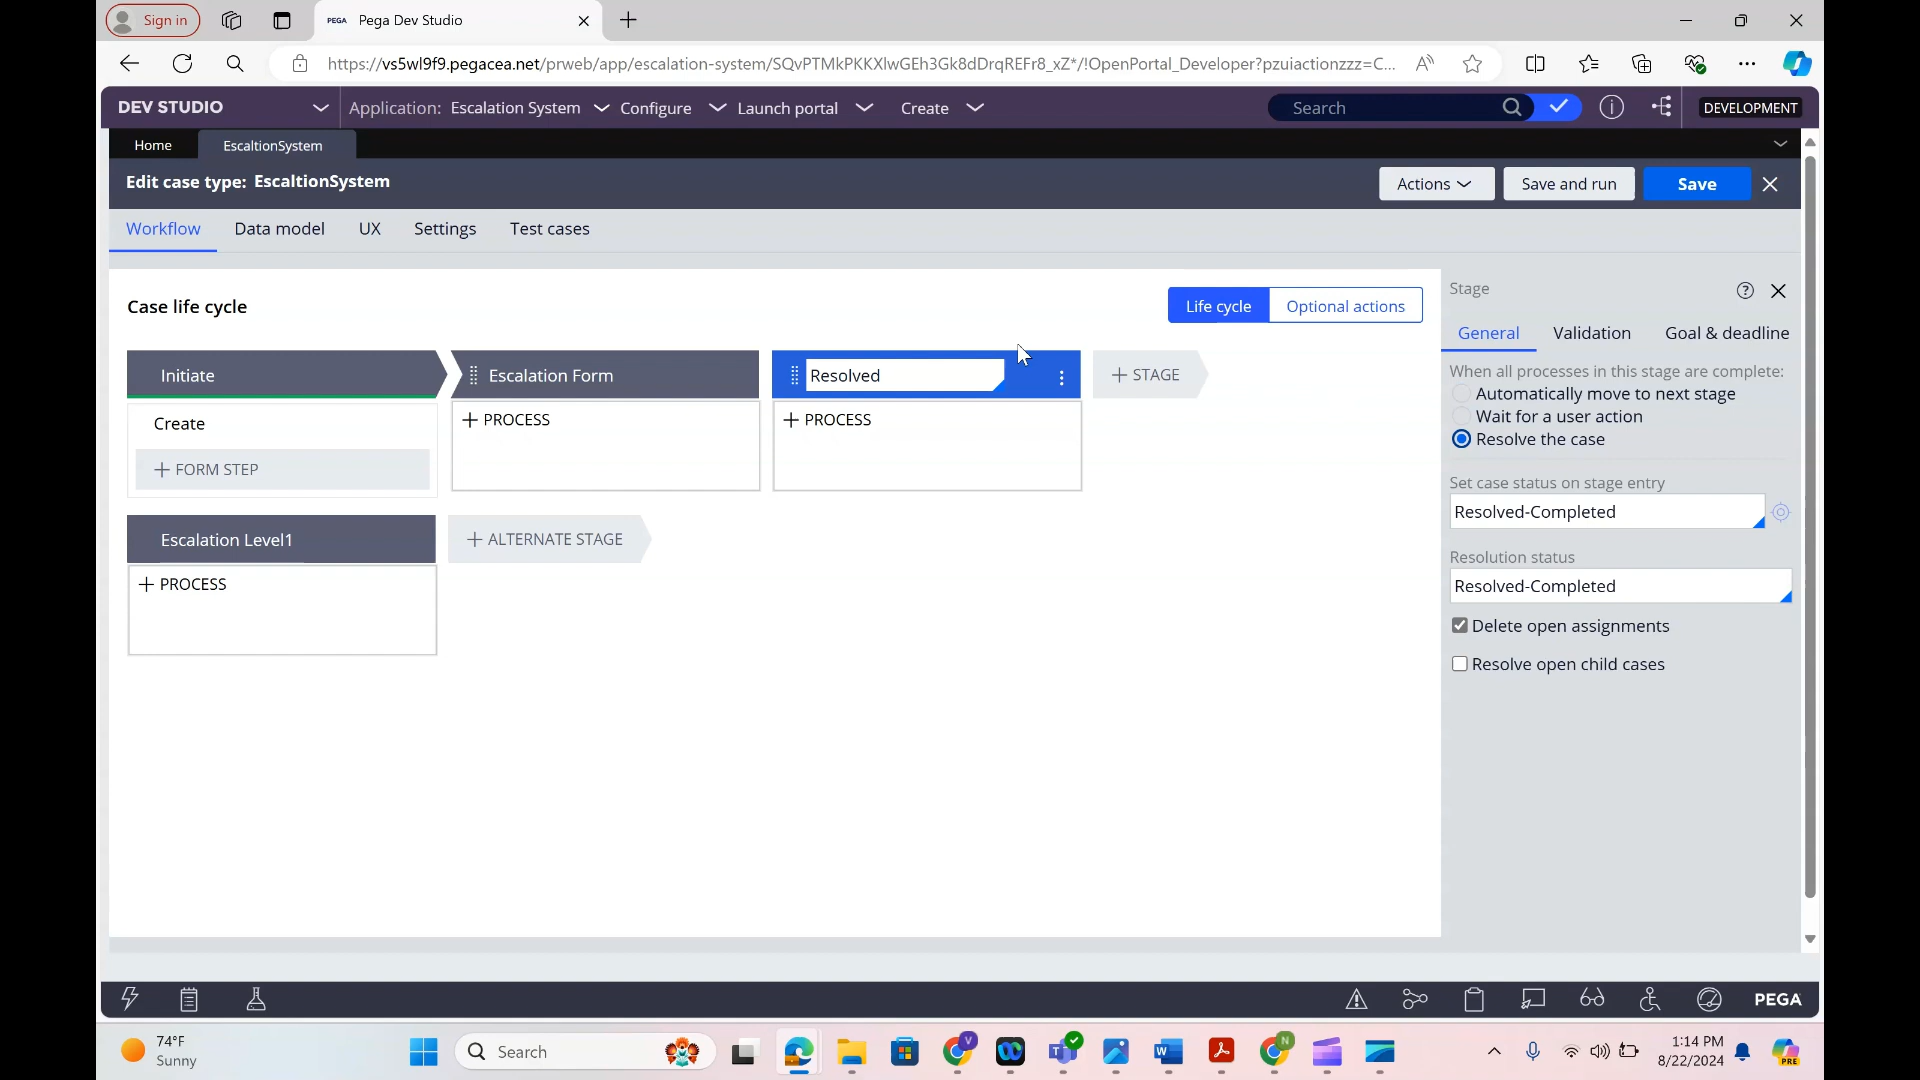 Sign in
PEGA Pega Dev Studio
https://vs5wl9f9.pegacea.net/prweb/app/escalation-system/SQvPTMkPKKXlwGEh3Gk8dDrqREFr8_xZ*/!OpenPortal_Developer?pzuiactionzzz=C...
DEV STUDIO
Application: Escalation System
Configure
Launch portal
Create
Search
DEVELOPMENT
Home
EscaltionSystem
Edit case type: EscaltionSystem
Actions
Save and run
Save
Workflow
Data model
UX
Settings
Test cases
Case life cycle
Life cycle
Optional actions
Initiate
Escalation Form
Resolved
+ STAGE
Create
+ PROCESS
+ PROCESS
+ FORM STEP
Escalation Level1
+ ALTERNATE STAGE
+ PROCESS
Stage
General
Validation
Goal & deadline
When all processes in this stage are complete:
Automatically move to next stage
Wait for a user action
Resolve the case
Set case status on stage entry
Resolved-Completed
Resolution status
Resolved-Completed
Delete open assignments
Resolve open child cases
PEGA
74°F
Sunny
Search
1:14 PM
8/22/2024
PRE